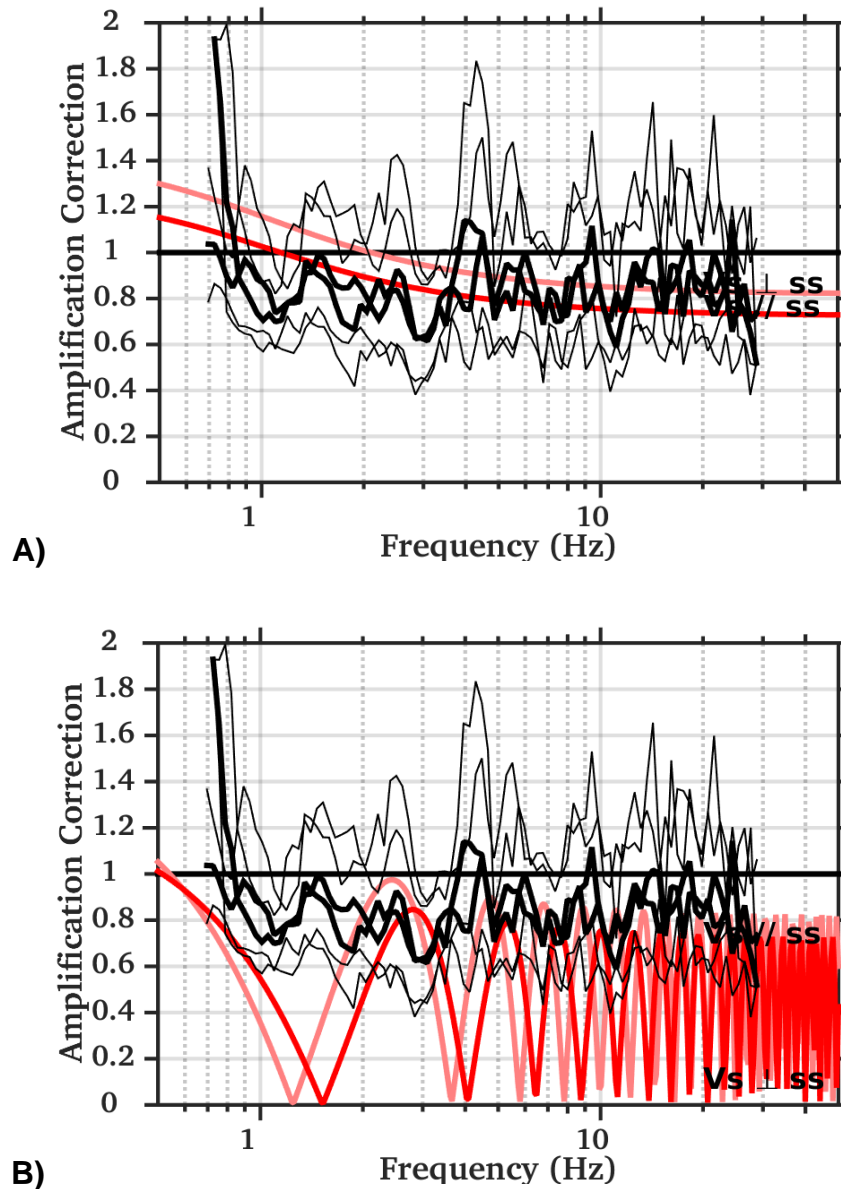 2
1.8
1.6
1.4
1.2
1
0.8
0.6
0.4
0.2
0
Amplification Correction
⊥ ss
// ss
1
10
Frequency (Hz)
A)
2
1.8
1.6
1.4
1.2
1
0.8
0.6
0.4
0.2
0
Amplification Correction
// ss
Vs ⊥ ss
1
10
Frequency (Hz)
B)